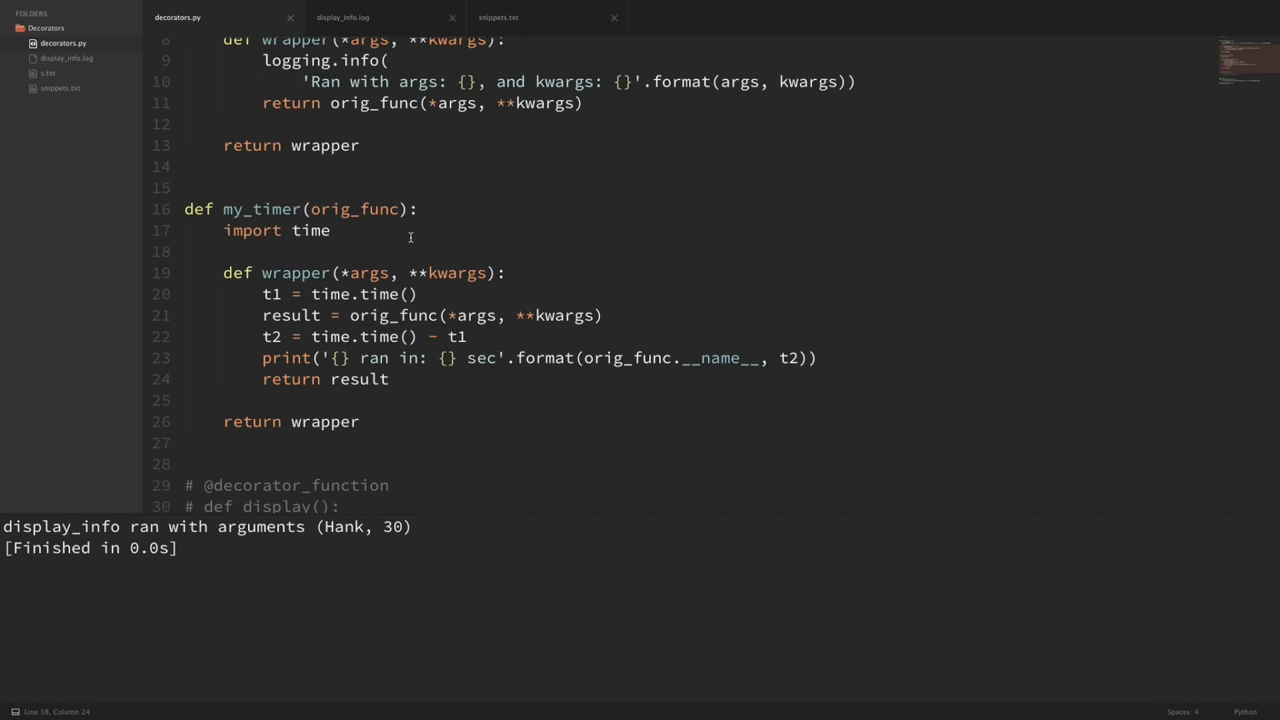 FOLDERS
Decorators
decorators.py
display_info.log
s.txt
snippets.txt
decorators.py display_info.log snippets.txt
8 def wrapper(*args, **kwargs):
9 logging.info(
10 'Ran with args: {}, and kwargs: {}'.format(args, kwargs))
11 return orig_func(*args, **kwargs)
12
13 return wrapper
14
15
16 def my_timer(orig_func):
17 import time
18
19 def wrapper(*args, **kwargs):
20 t1 = time.time()
21 result = orig_func(*args, **kwargs)
22 t2 = time.time() - t1
23 print('{} ran in: {} sec'.format(orig_func.__name__, t2))
24 return result
25
26 return wrapper
27
28
29 # @decorator_function
30 # def display():
display_info ran with arguments (Hank, 30)
[Finished in 0.0s]
Line 38, Column 24 Spaces: 4 Python